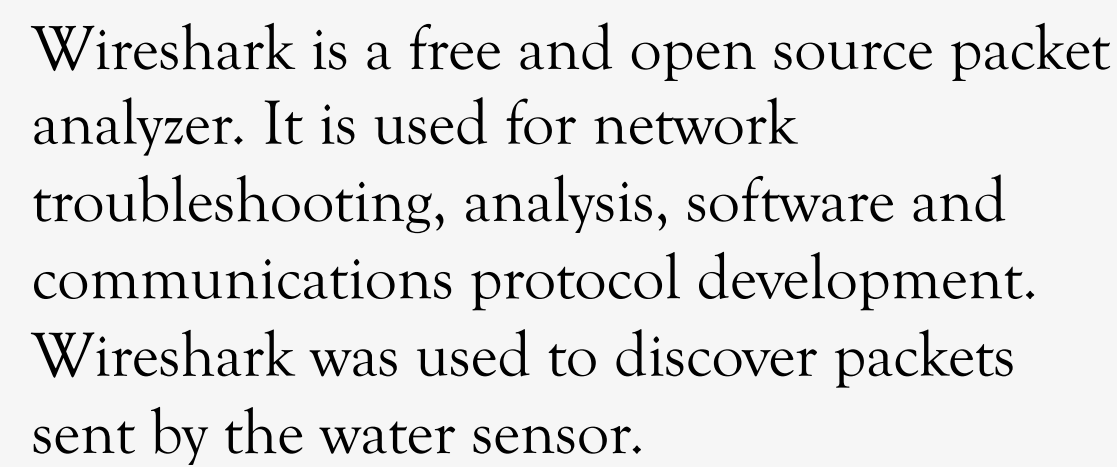 Wireshark is a free and open source packet
analyzer. It is used for network
troubleshooting, analysis, software and
communications protocol development.
Wireshark was used to discover packets
sent by the water sensor.